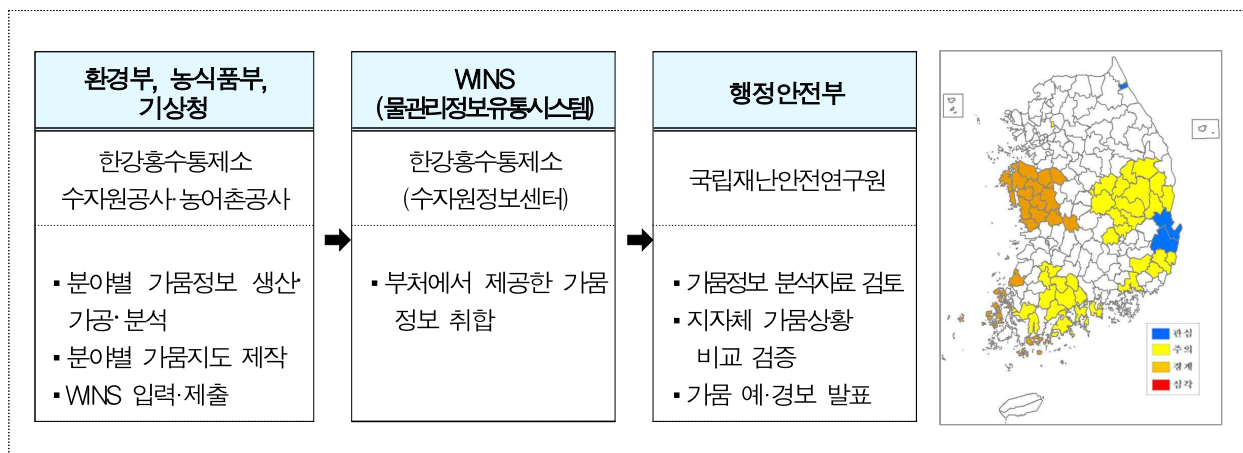 환경부, 농식품부,
기상청
한강홍수통제소
수자원공사·농어촌공사
▪ 분야별 가뭄정보 생산·
가공·분석
▪ 분야별 가뭄지도 제작
▪ WINS 입력·제출
WINS
(물관리정보유통시스템)
한강홍수통제소
(수자원정보센터)
▪ 부처에서 제공한 가뭄
정보 취합
행정안전부
국립재난안전연구원
▪ 가뭄정보 분석자료 검토
▪ 지자체 가뭄상황
비교 검증
▪ 가뭄 예·경보 발표
관심
주의
경계
심각